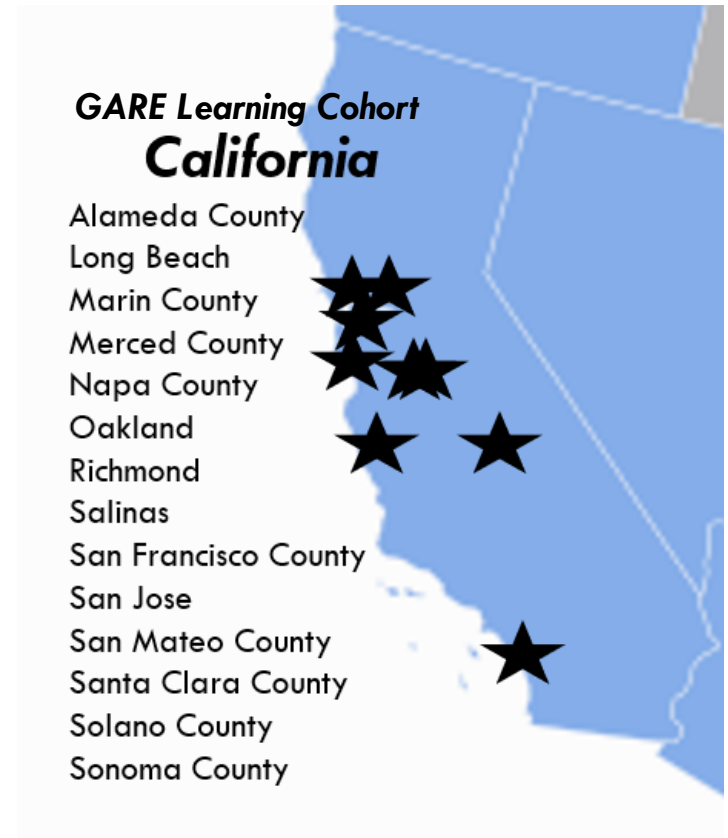 GARE Learning Cohort
California
Alameda County
Long Beach
Marin County
Merced County
Napa County
Oakland
Richmond
Salinas
San Francisco County
San Jose
San Mateo County
Santa Clara County
Solano County
Sonoma County